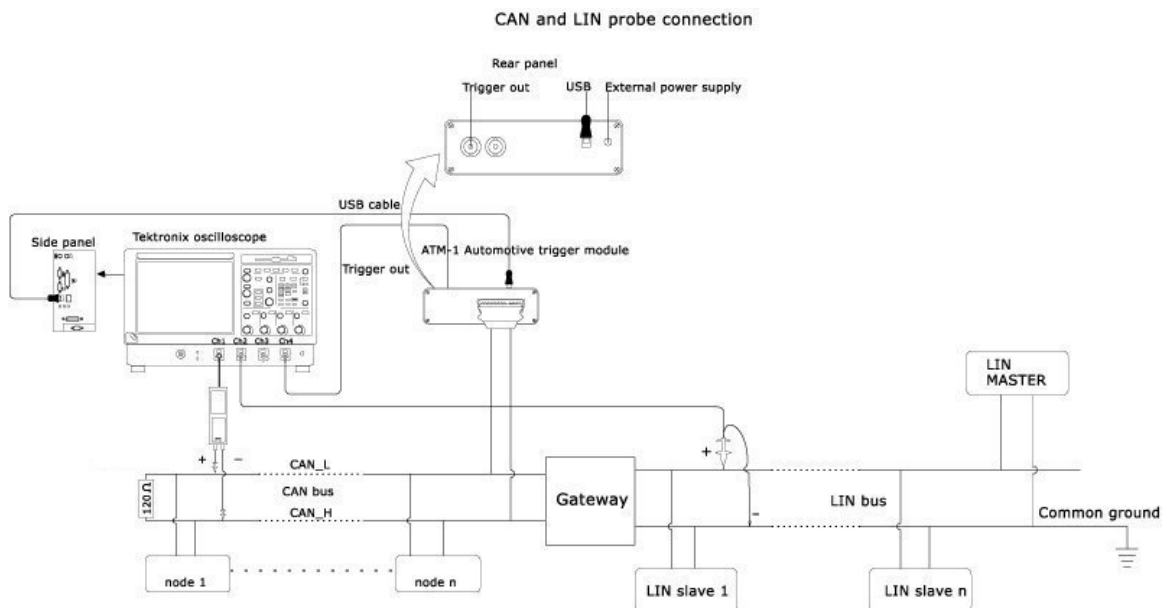 CAN and LIN probe connection
Rear panel
Trigger out
USB
External power supply
USB cable
Side panel
Tektronix oscilloscope
ATM-1 Automotive trigger module
Trigger out
Ch1
Ch2
Ch3
Ch4
LIN
MASTER
+
–
+
CAN_L
120Ω
CAN bus
Gateway
LIN bus
CAN_H
–
Common ground
node 1
node n
LIN slave 1
LIN slave n